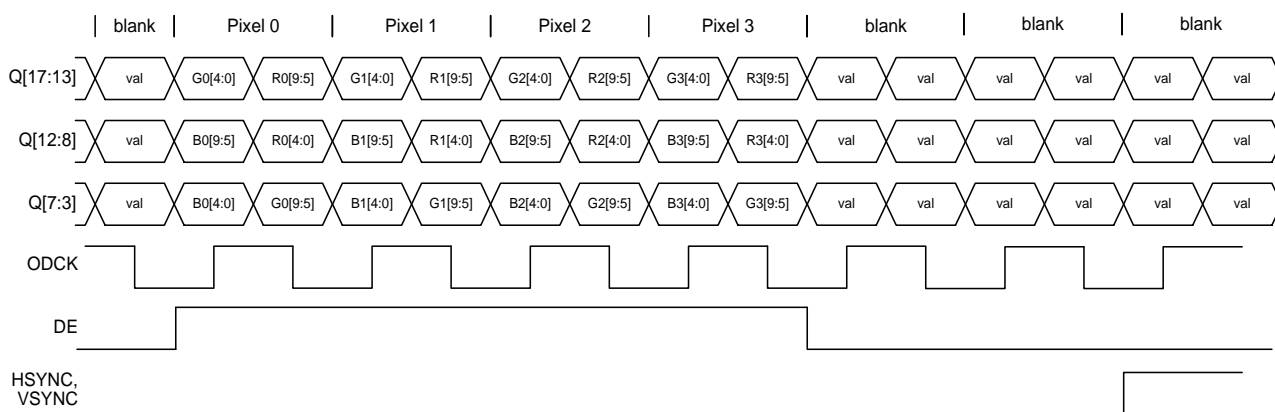 | blank | Pixel 0 | Pixel 1 | Pixel 2 | Pixel 3 | blank | blank | blank
Q[17:13] val G0[4:0] R0[9:5] G1[4:0] R1[9:5] G2[4:0] R2[9:5] G3[4:0] R3[9:5] val val val val val val
Q[12:8] val B0[9:5] R0[4:0] B1[9:5] R1[4:0] B2[9:5] R2[4:0] B3[9:5] R3[4:0] val val val val val val
Q[7:3] val B0[4:0] G0[9:5] B1[4:0] G1[9:5] B2[4:0] G2[9:5] B3[4:0] G3[9:5] val val val val val val
ODCK
DE
HSYNC,
VSYNC